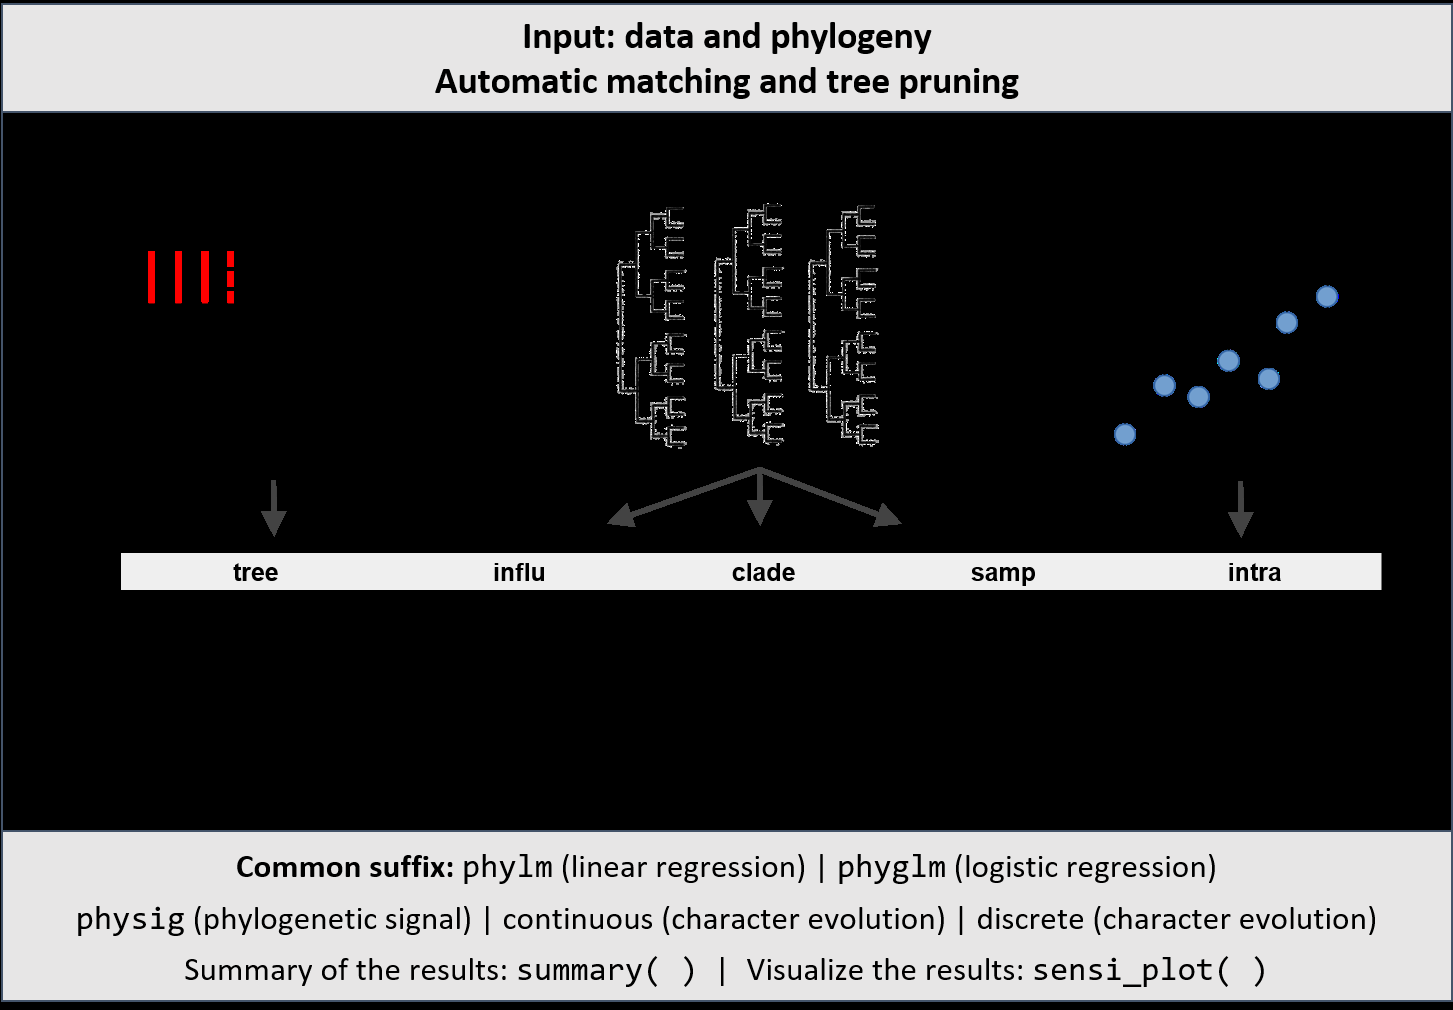 Input: data and phylogeny
Automatic matching and tree pruning
tree influ clade samp intra
Common suffix: phylm (linear regression) | phyglm (logistic regression)
physig (phylogenetic signal) | continuous (character evolution) | discrete (character evolution)
Summary of the results: summary( ) | Visualize the results: sensi_plot( )